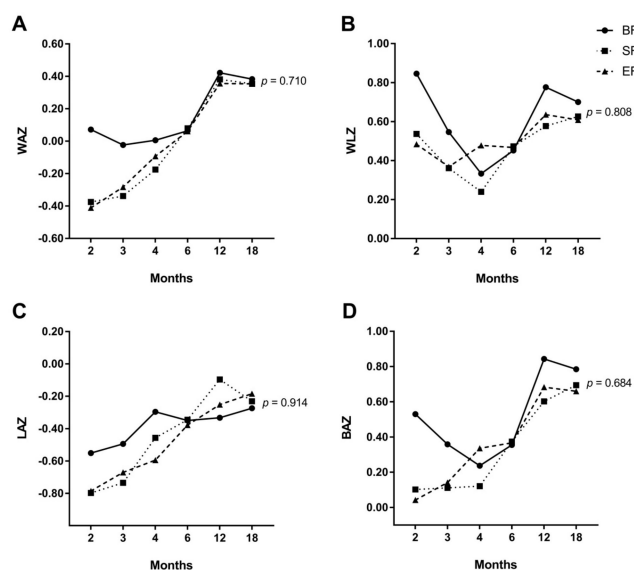 A
WAZ
0.60
0.40
0.20
0.00
-0.20
-0.40
-0.60
2 3 4 6 12 18
Months
p = 0.710
B
WLZ
1.00
0.80
0.60
0.40
0.20
0.00
2 3 4 6 12 18
Months
p = 0.808
C
LAZ
0.20
0.00
-0.20
-0.40
-0.60
-0.80
2 3 4 6 12 18
Months
p = 0.914
D
BAZ
1.00
0.80
0.60
0.40
0.20
0.00
2 3 4 6 12 18
Months
p = 0.684